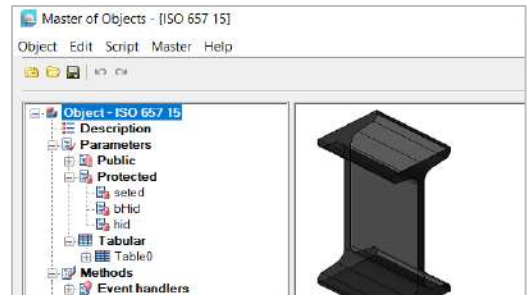 Master of Objects - [ISO 657 15]
Object Edit Script Master Help
Object - ISO 657 15
Description
Parameters
Public
Protected
seted
bHid
hid
Tabular
Table0
Methods
Event handlers